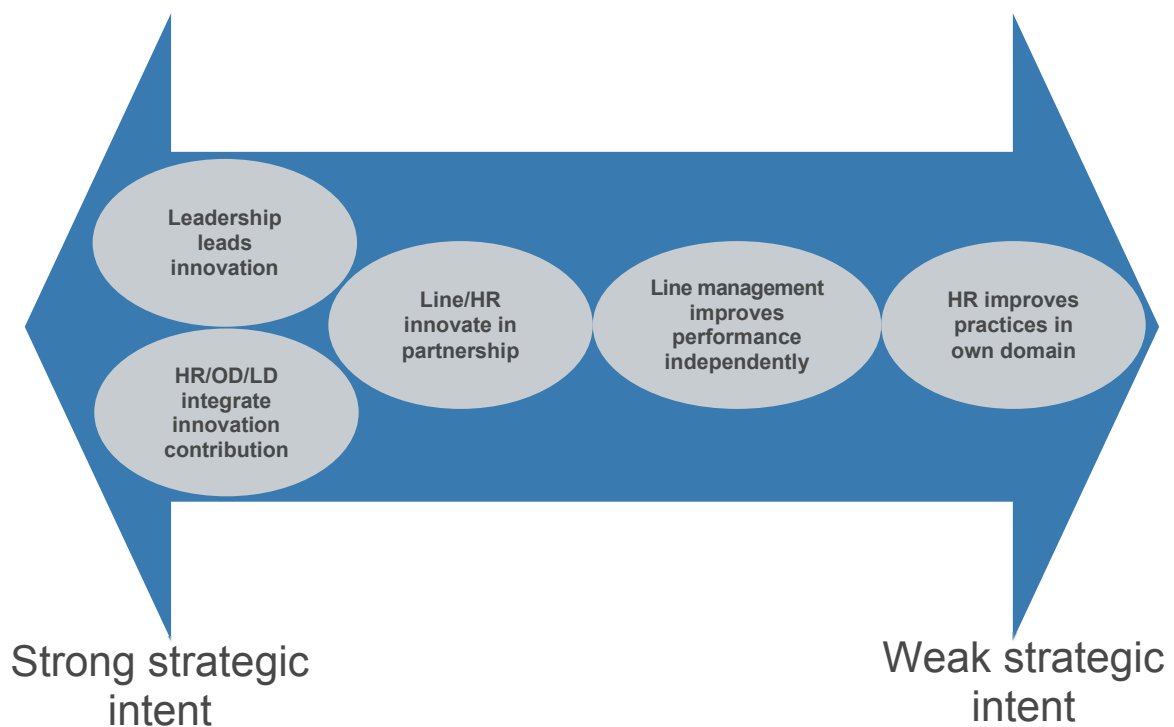 Leadership
leads
innovation
HR/OD/LD
integrate
innovation
contribution
Line/HR
innovate in
partnership
Line management
improves
performance
independently
HR improves
practices in
own domain
Strong strategic
intent
Weak strategic
intent